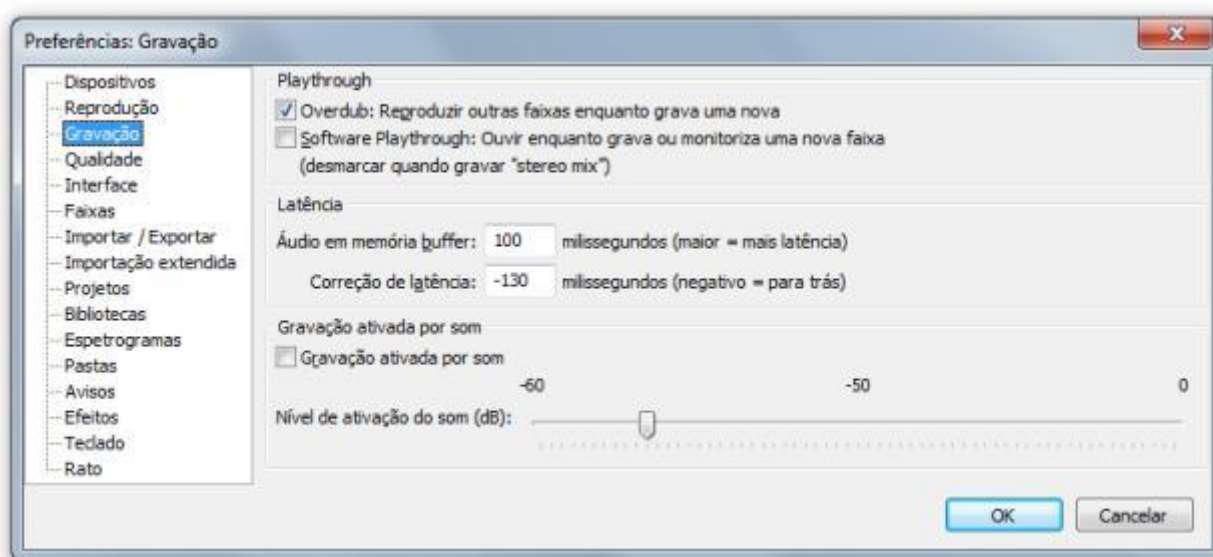 Preferências: Gravação
Dispositivos
Reprodução
Gravação
Qualidade
Interface
Faixas
Importar / Exportar
Importação extendida
Projetos
Bibliotecas
Espetrogramas
Pastas
Avisos
Efeitos
Teclado
Rato
Playthrough
Overdub: Reproduzir outras faixas enquanto grava uma nova
Software Playthrough: Ouvir enquanto grava ou monitoriza uma nova faixa
(desmarcar quando gravar "stereo mix")
Latência
Áudio em memória buffer: 100 milissegundos (maior = mais latência)
Correção de latência: -130 milissegundos (negativo = para trás)
Gravação ativada por som
Gravação ativada por som
-60 -50 0
Nível de ativação do som (dB):
OK Cancelar